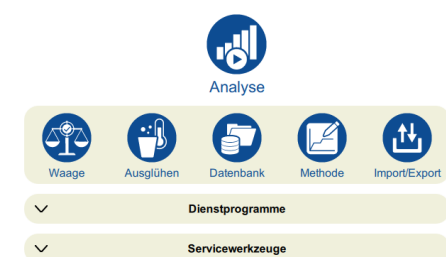 Analyse
Waage Ausglühen Datenbank Methode Import/Export
Dienstprogramme
Servicewerkzeuge